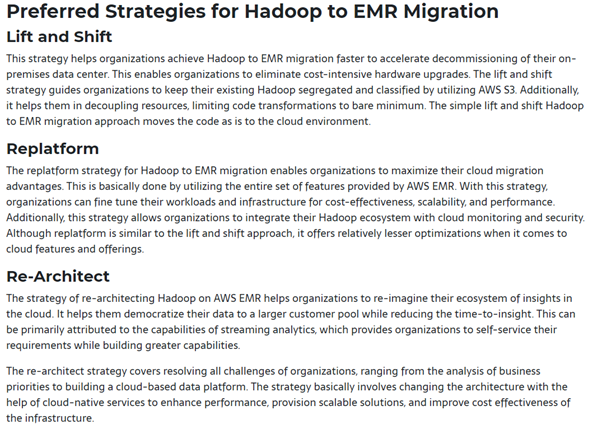 Preferred Strategies for Hadoop to EMR Migration
Lift and Shift
This strategy helps organizations achieve Hadoop to EMR migration faster to accelerate decommissioning of their on-
premises data center. This enables organizations to eliminate cost-intensive hardware upgrades. The lift and shift
strategy guides organizations to keep their existing Hadoop segregated and classified by utilizing AWS S3. Additionally,
it helps them in decoupling resources, limiting code transformations to bare minimum. The simple lift and shift Hadoop
to EMR migration approach moves the code as is to the cloud environment.
Replatform
The replatform strategy for Hadoop to EMR migration enables organizations to maximize their cloud migration
advantages. This is basically done by utilizing the entire set of features provided by AWS EMR. With this strategy,
organizations can fine tune their workloads and infrastructure for cost-effectiveness, scalability, and performance.
Additionally, this strategy allows organizations to integrate their Hadoop ecosystem with cloud monitoring and security.
Although replatform is similar to the lift and shift approach, it offers relatively lesser optimizations when it comes to
cloud features and offerings.
Re-Architect
The strategy of re-architecting Hadoop on AWS EMR helps organizations to re-imagine their ecosystem of insights in
the cloud. It helps them democratize their data to a larger customer pool while reducing the time-to-insight. This can
be primarily attributed to the capabilities of streaming analytics, which provides organizations to self-service their
requirements while building greater capabilities.
The re-architect strategy covers resolving all challenges of organizations, ranging from the analysis of business
priorities to building a cloud-based data platform. The strategy basically involves changing the architecture with the
help of cloud-native services to enhance performance, provision scalable solutions, and improve cost effectiveness of
the infrastructure.